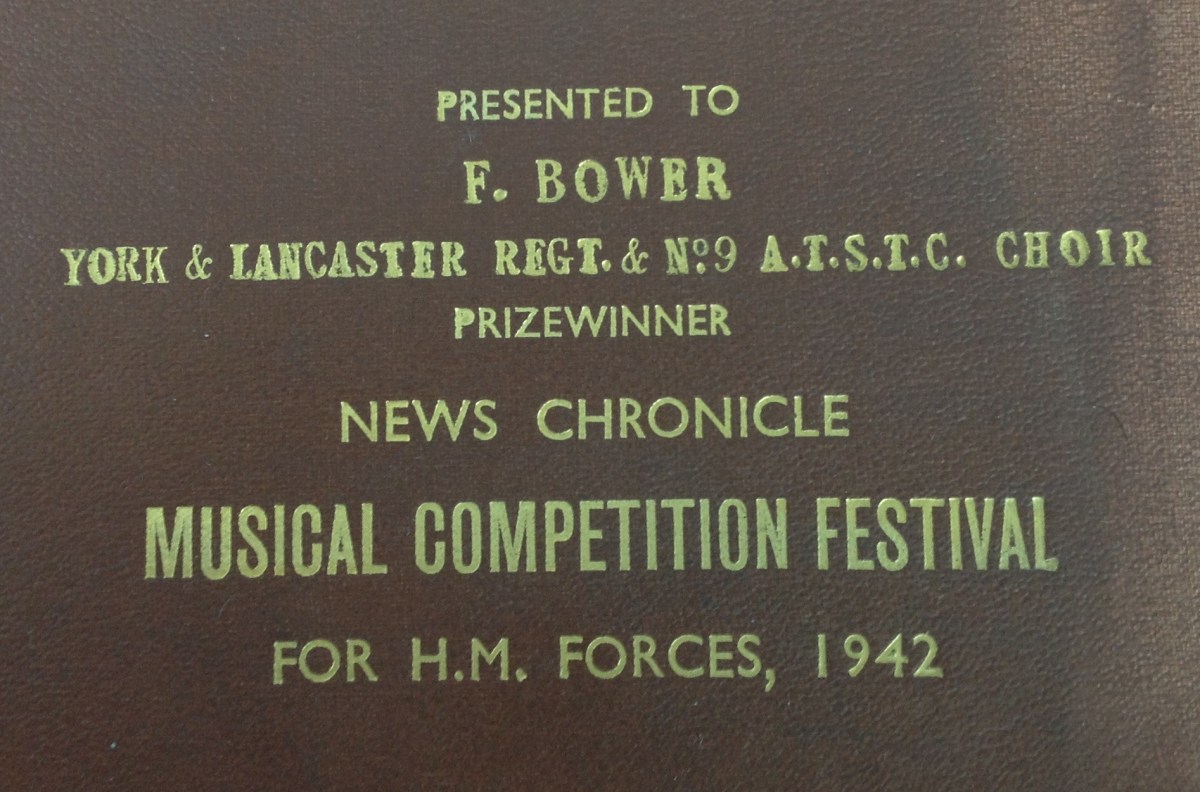 PRESENTED TO
F. BOWER
YORK & LANCASTER REGT. & Nº 9 A.T.S.T.C. CHOIR
PRIZEWINNER
NEWS CHRONICLE
MUSICAL COMPETITION FESTIVAL
FOR H.M. FORCES, 1942